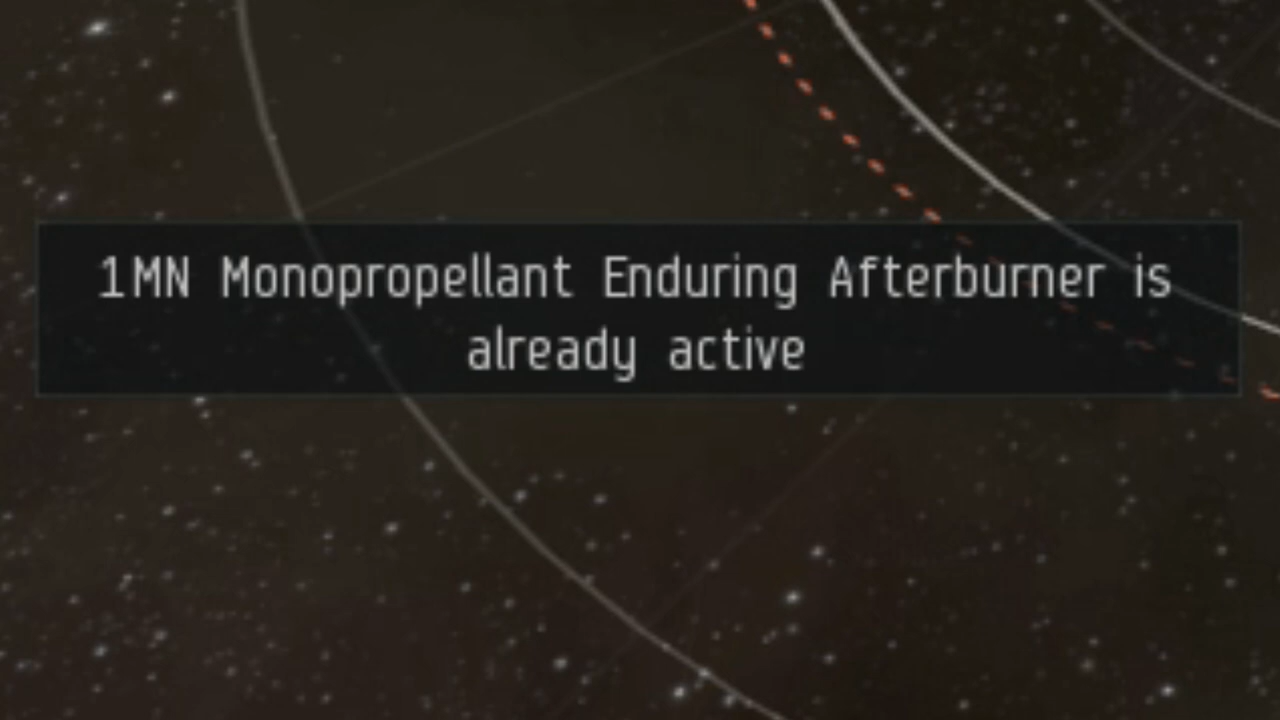 1MN Monopropellant Enduring Afterburner is
already active